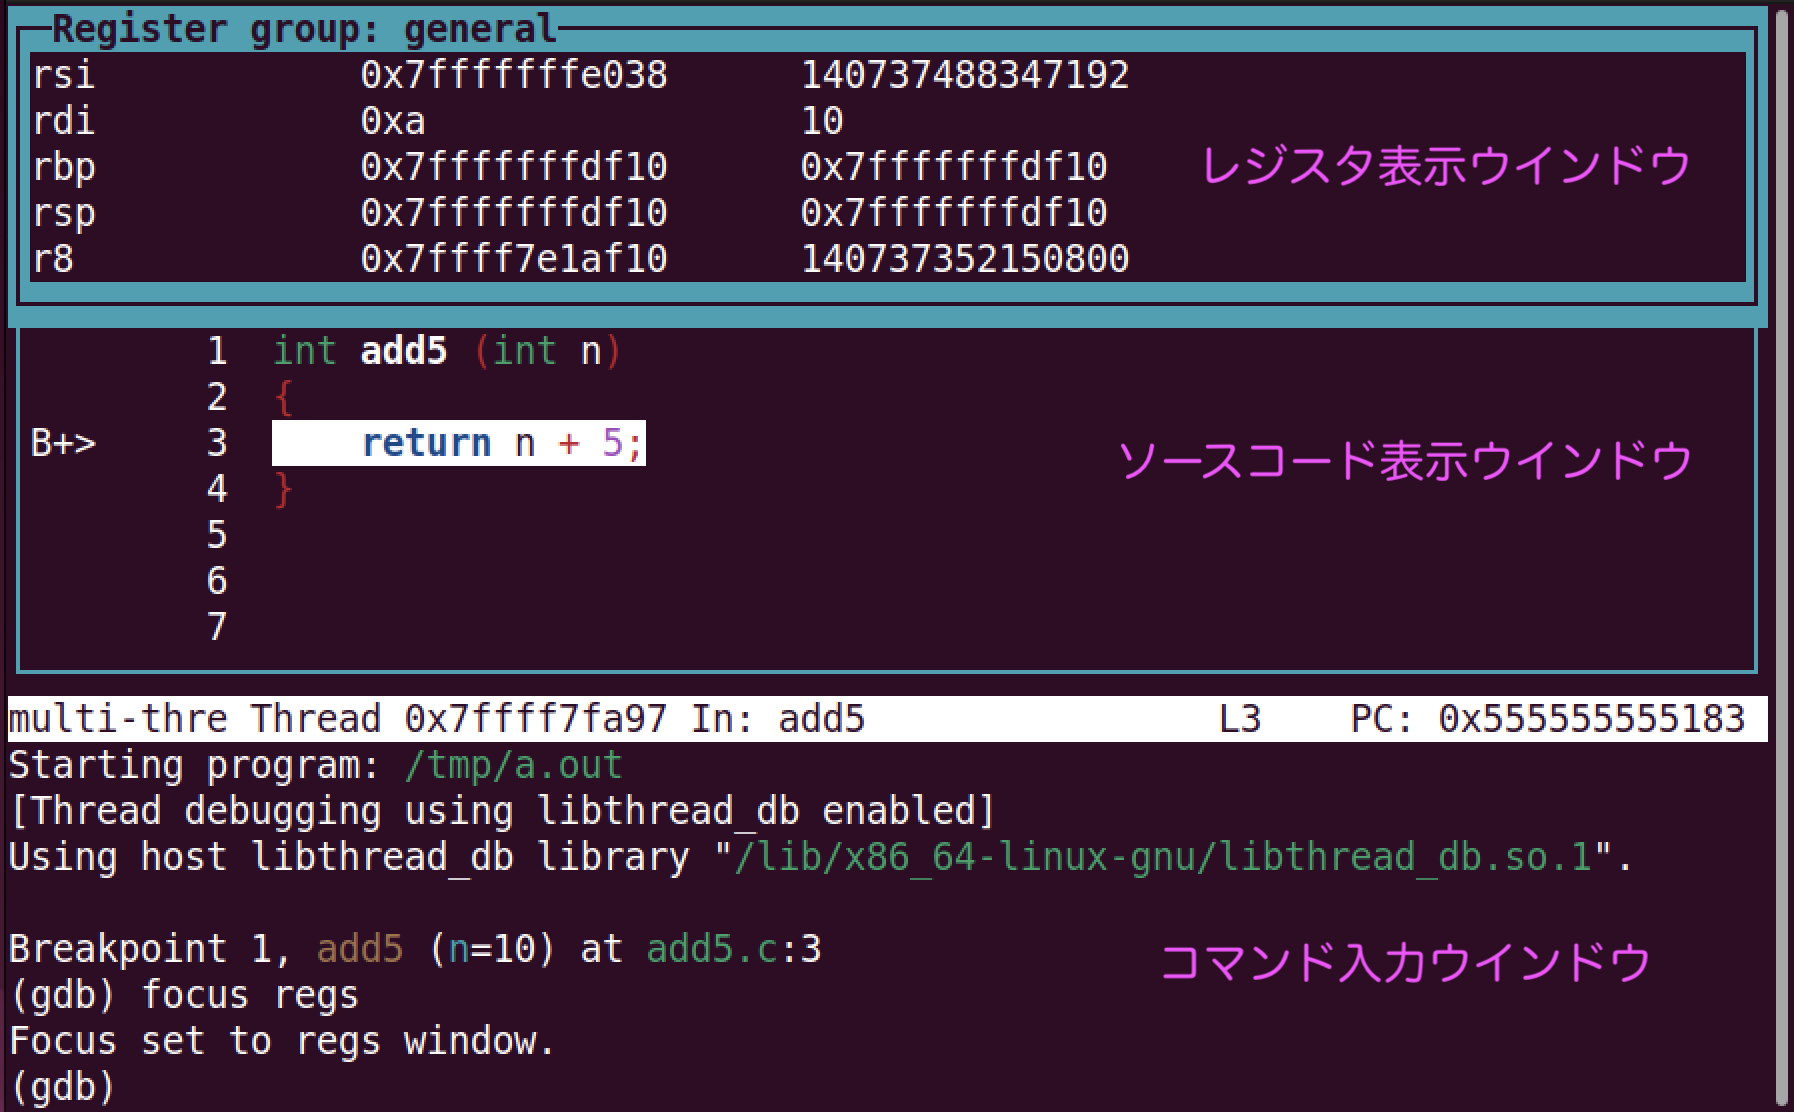 Register group: general
rsi 0x7fffffffe038 140737488347192
rdi 0xa 10
rbp 0x7fffffffdf10 0x7fffffffdf10
レジスタ表示ウインドウ
rsp 0x7fffffffdf10 0x7fffffffdf10
r8 0x7ffff7e1af10 140737352150800
1 int add5 (int n)
2 {
B+> 3 return n + 5;
ソースコード表示ウインドウ
4 }
5
6
7
multi-thre Thread 0x7ffff7fa97 In: add5 L3 PC: 0x555555555183
Starting program: /tmp/a.out
[Thread debugging using libthread_db enabled]
Using host libthread_db library "/lib/x86_64-linux-gnu/libthread_db.so.1".
Breakpoint 1, add5 (n=10) at add5.c:3
コマンド入力ウインドウ
(gdb) focus regs
Focus set to regs window.
(gdb)